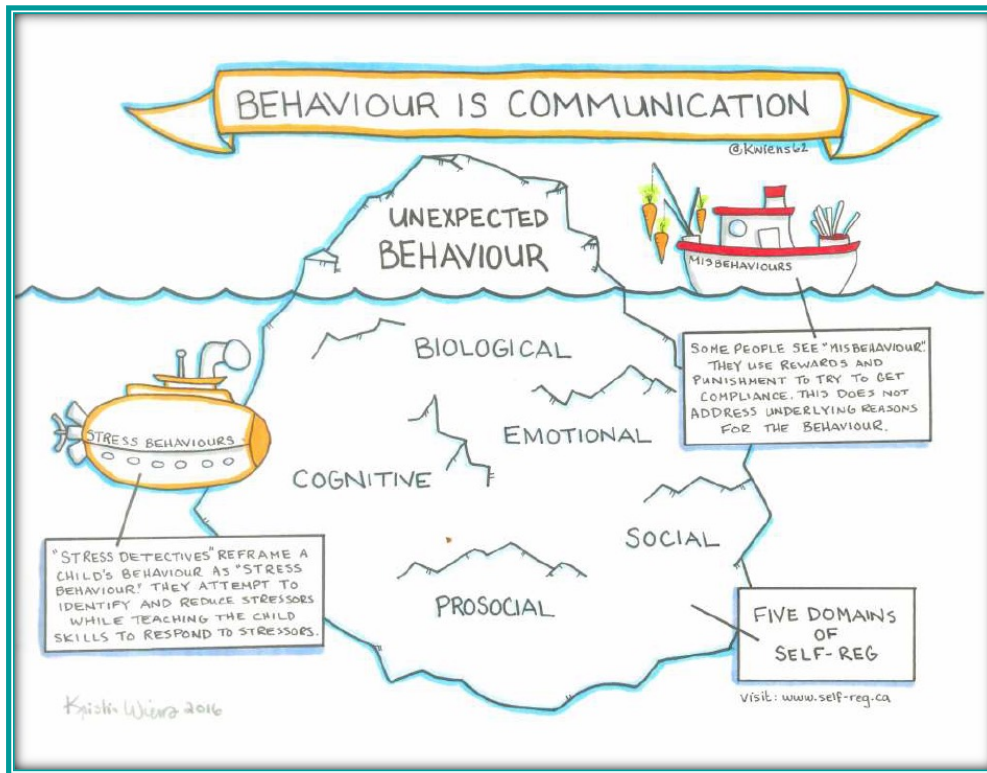 BEHAVIOUR IS COMMUNICATION
@Kwiens62
UNEXPECTED
BEHAVIOUR
MISBEHAVIOURS
BIOLOGICAL
SOME PEOPLE SEE "MISBEHAVIOUR".
THEY USE REWARDS AND
PUNISHMENT TO TRY TO GET
COMPLIANCE. THIS DOES NOT
ADDRESS UNDERLYING REASONS
FOR THE BEHAVIOUR.
STRESS BEHAVIOURS
EMOTIONAL
COGNITIVE
SOCIAL
"STRESS DETECTIVES" REFRAME A
CHILD'S BEHAVIOUR AS "STRESS
BEHAVIOUR". THEY ATTEMPT TO
IDENTIFY AND REDUCE STRESSORS
WHILE TEACHING THE CHILD
SKILLS TO RESPOND TO STRESSORS.
PROSOCIAL
FIVE DOMAINS
OF
SELF-REG
Visit: www.self-reg.ca
Kristin Wiens 2016